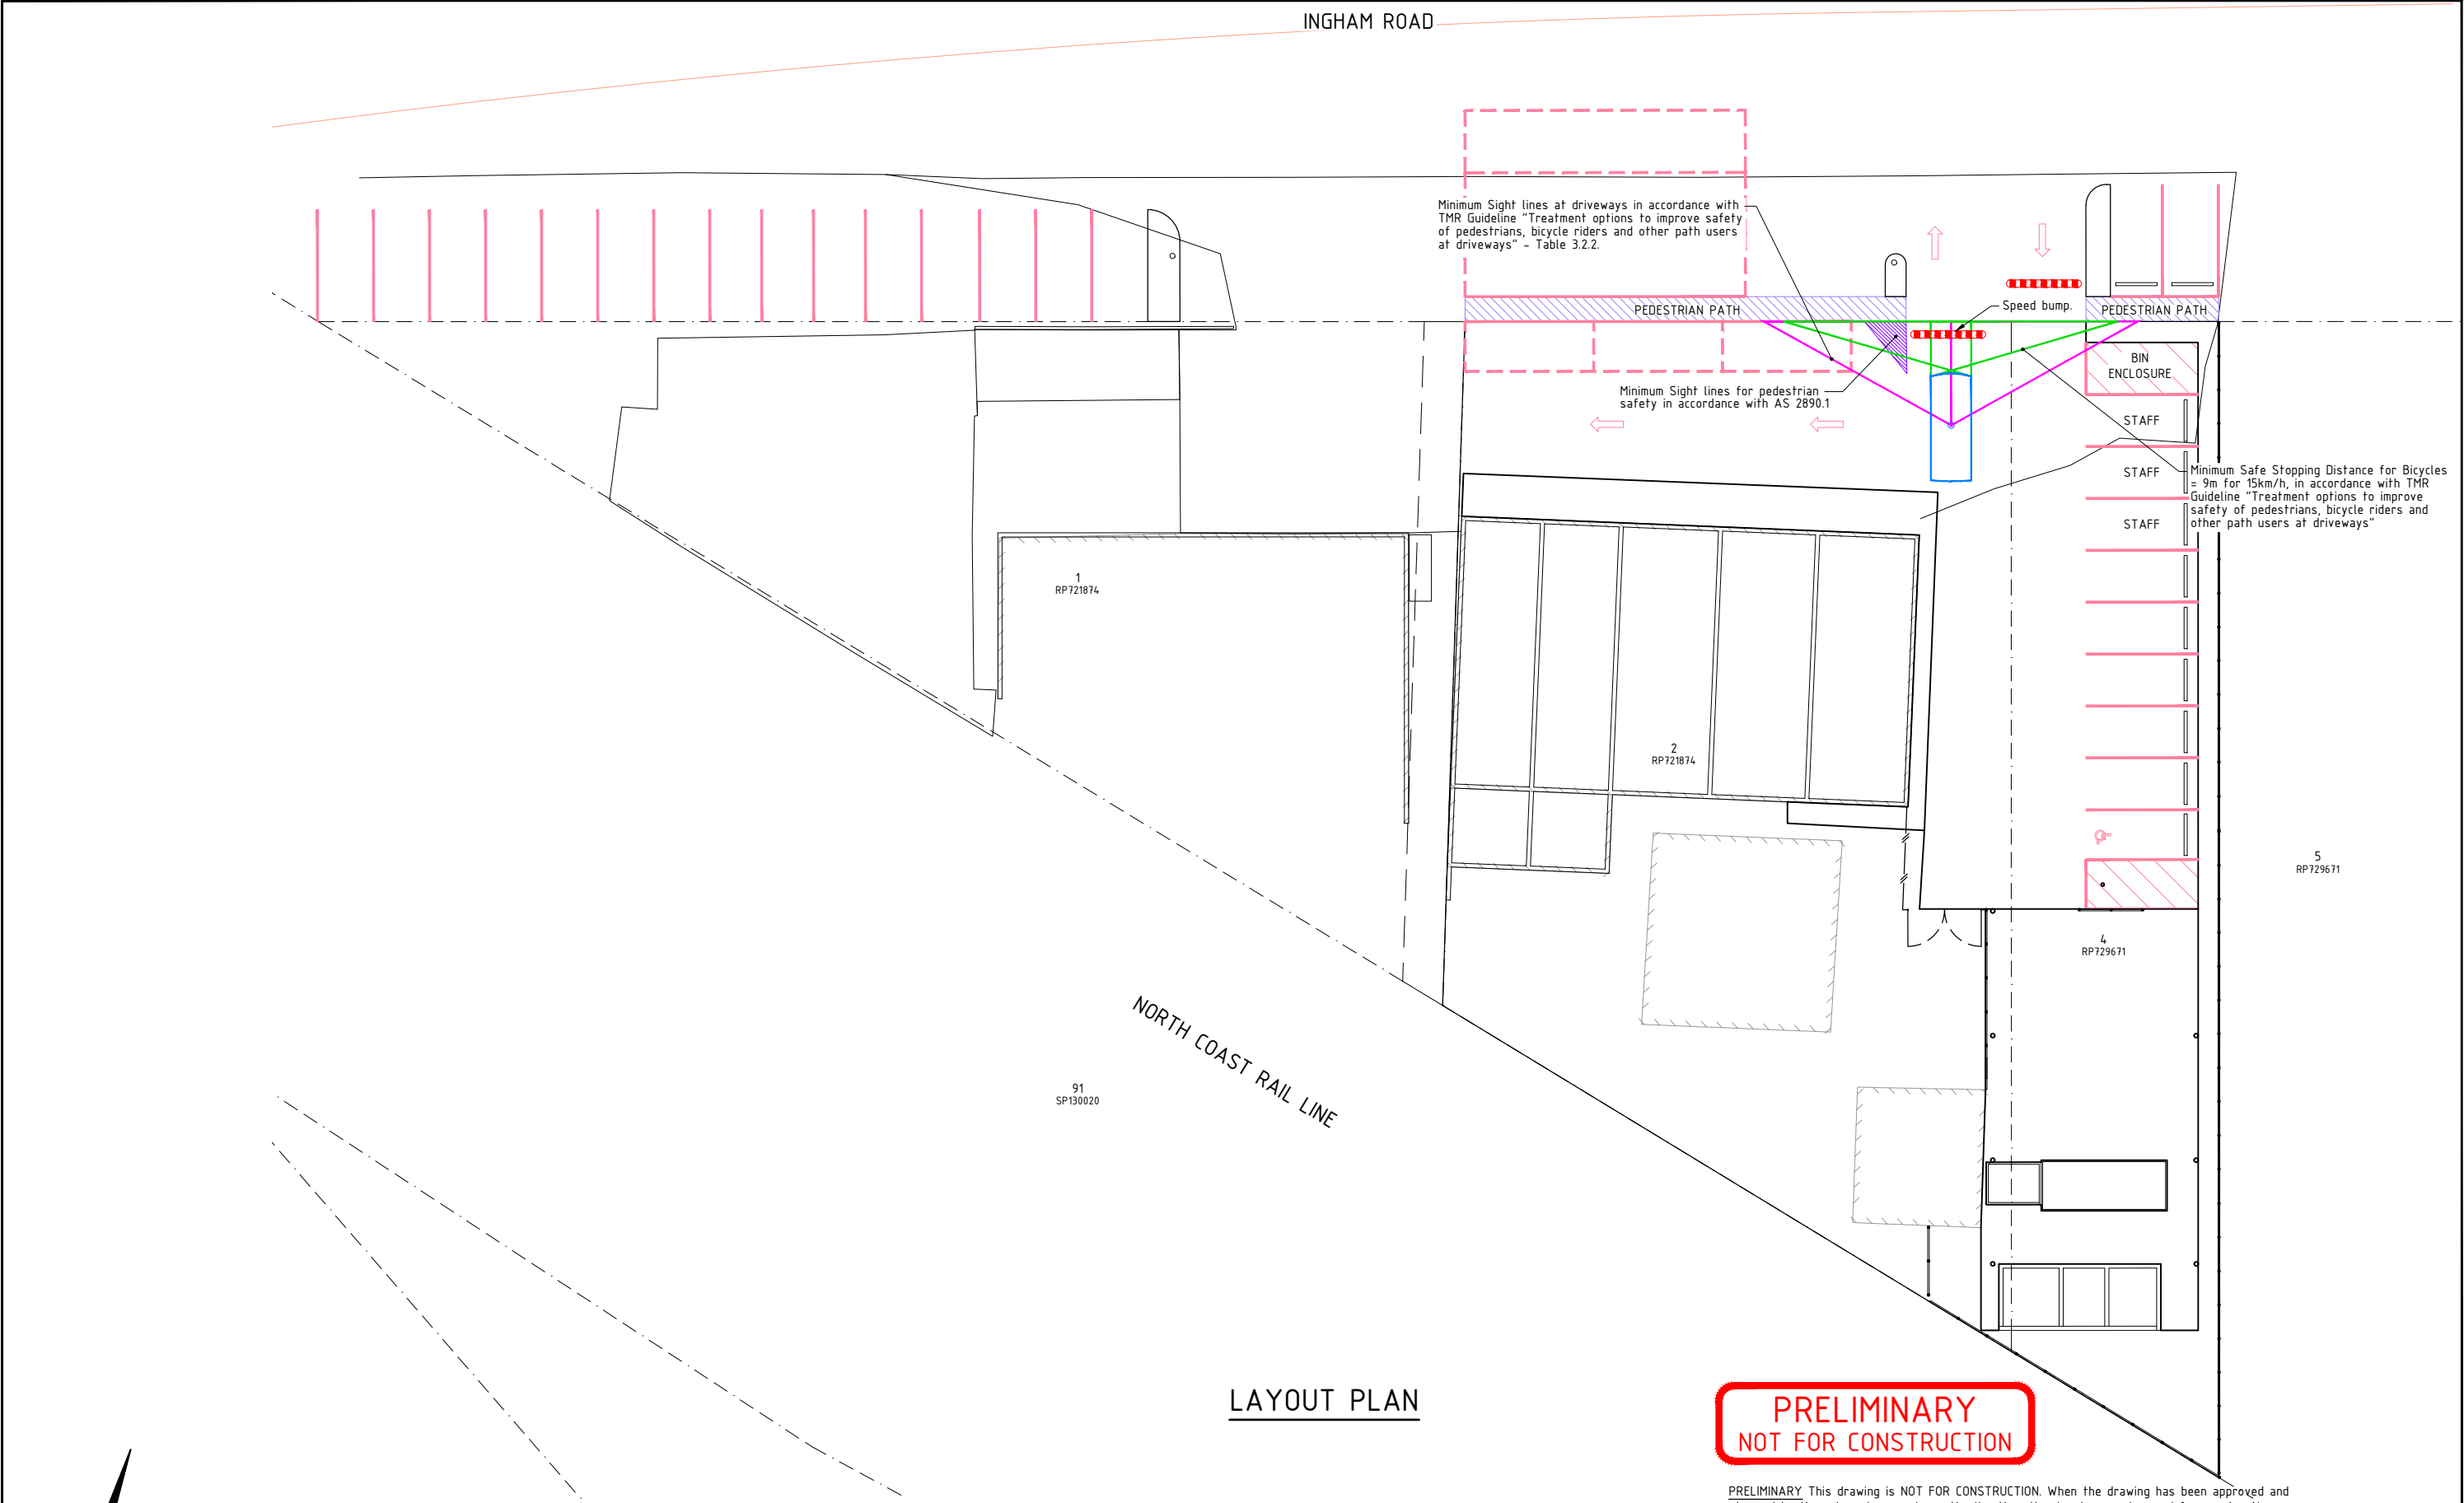 INGHAM ROAD
Minimum Sight lines at driveways in accordance with
TMR Guideline "Treatment options to improve safety
of pedestrians, bicycle riders and other path users
at driveways" - Table 3.2.2.
PEDESTRIAN PATH
Speed bump.
PEDESTRIAN PATH
BIN
ENCLOSURE
Minimum Sight lines for pedestrian
safety in accordance with AS 2890.1
STAFF
STAFF
STAFF
Minimum Safe Stopping Distance for Bicycles
= 9m for 15km/h, in accordance with TMR
Guideline "Treatment options to improve
safety of pedestrians, bicycle riders and
other path users at driveways"
1
RP721874
2
RP721874
5
RP729671
4
RP729671
NORTH COAST RAIL LINE
91
SP130020
LAYOUT PLAN
PRELIMINARY
NOT FOR CONSTRUCTION
PRELIMINARY This drawing is NOT FOR CONSTRUCTION. When the drawing has been approved and